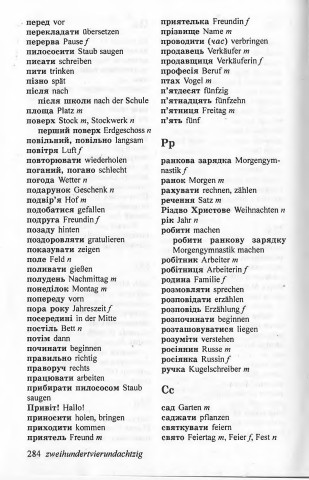 перед vor
перекладати übersetzen
перерва Pause f
пилососити Staub saugen
писати schreiben
пити trinken
пізно spät
після nach
після школи nach der Schule
площа Platz m
поверх Stock m, Stockwerk n
перший поверх Erdgeschoss n
повільний, повільно langsam
повітря Luft f
повторювати wiederholen
поганий, погано schlecht
погода Wetter n
подарунок Geschenk n
подвір'я Hof m
подобатися gefallen
подруга Freundin f
позаду hinten
поздоровляти gratulieren
показувати zeigen
поле Feld n
поливати gießen
полудень Nachmittag m
понеділок Montag m
попереду vorn
пора року Jahreszeit f
посередині in der Mitte
постіль Bett n
потім dann
починати beginnen
правильно richtig
праворуч rechts
працювати arbeiten
прибирати пилососом Staub
saugen
Привіт! Hallo!
приносити holen, bringen
приходити kommen
приятель Freund m
приятелька Freundin f
прізвище Name m
проводити (час) verbringen
продавець Verkäufer m
продавщиця Verkäuferin f
професія Beruf m
птах Vogel m
п'ятдесят fünfzig
п'ятнадцять fünfzehn
п'ятниця Freitag m
п'ять fünf
Рр
ранкова зарядка Morgengym-
nastik f
ранок Morgen m
рахувати rechnen, zählen
речення Satz m
Різдво Христове Weihnachten n
рік Jahr n
робити machen
робити ранкову зарядку
Morgengymnastik machen
робітник Arbeiter m
робітниця Arbeiterin f
родина Familie f
розмовляти sprechen
розповідати erzählen
розповідь Erzählung f
розпочинати beginnen
розташовуватися liegen
розуміти verstehen
росіянин Russe m
росіянка Russin f
ручка Kugelschreiber m
Сс
сад Garten m
саджати pflanzen
святкувати feiern
свято Feiertag m, Feier f, Fest n
284 zweihundertvierundachtzig